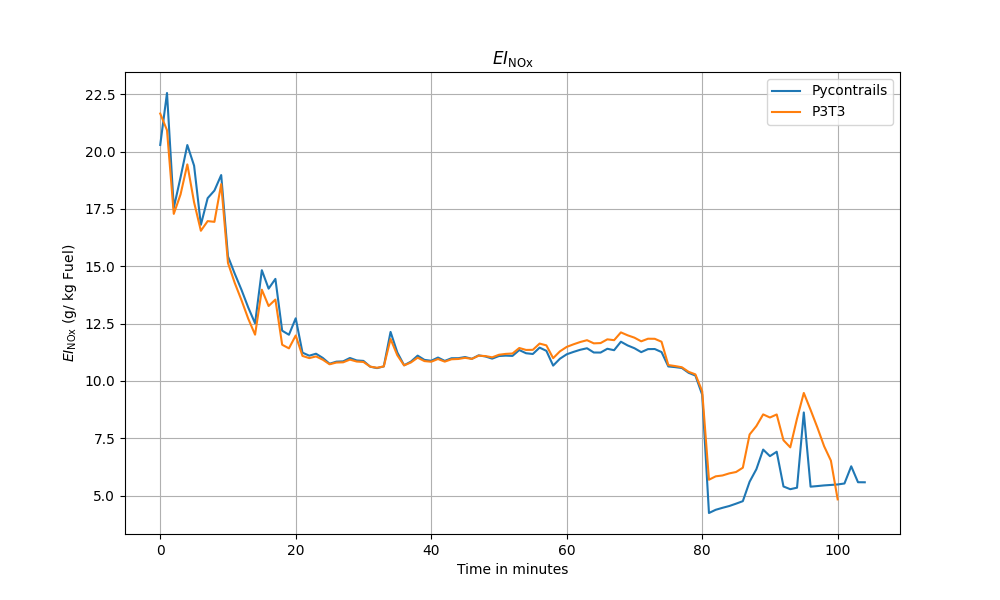 EI_NOx
Pycontrails
P3T3
EI_NOx (g/ kg Fuel)
22.5
20.0
17.5
15.0
12.5
10.0
7.5
5.0
0 20 40 60 80 100
Time in minutes